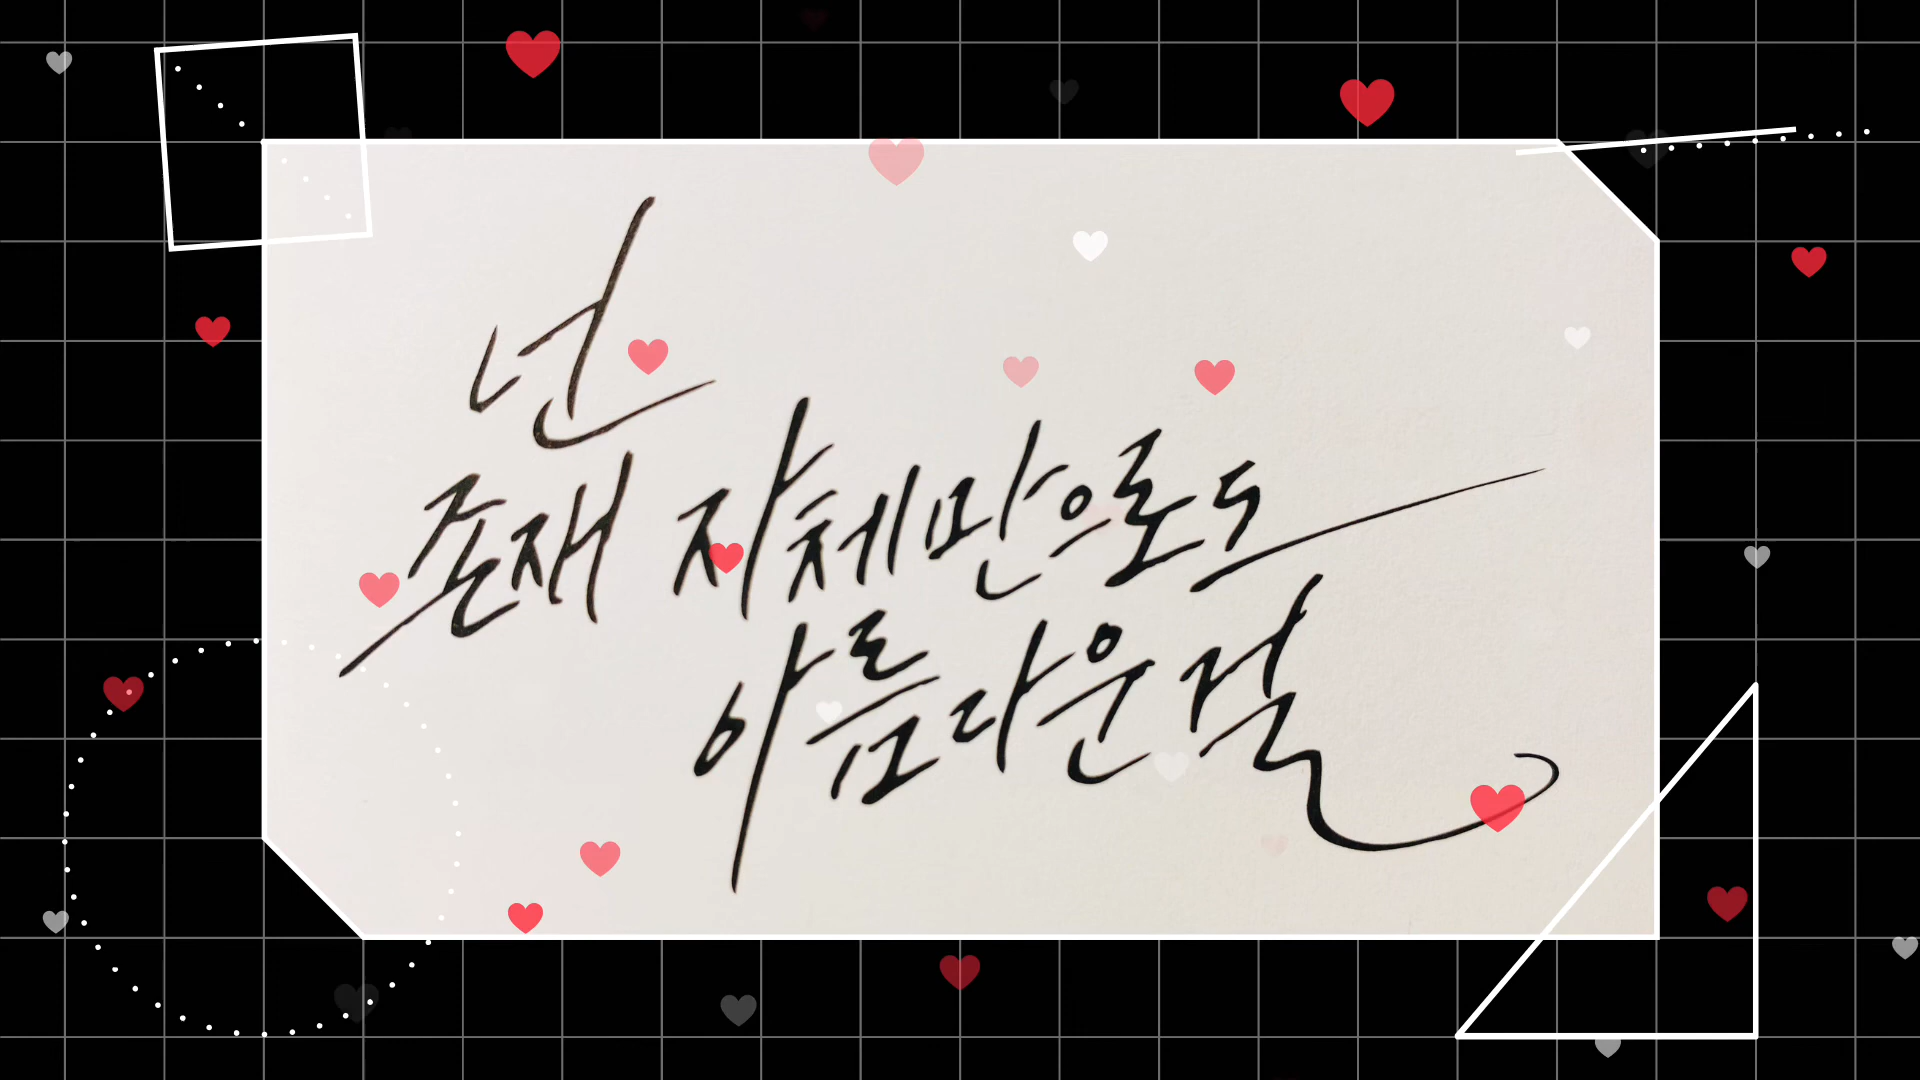 넌
존재 자체만으로도
아름다운 걸